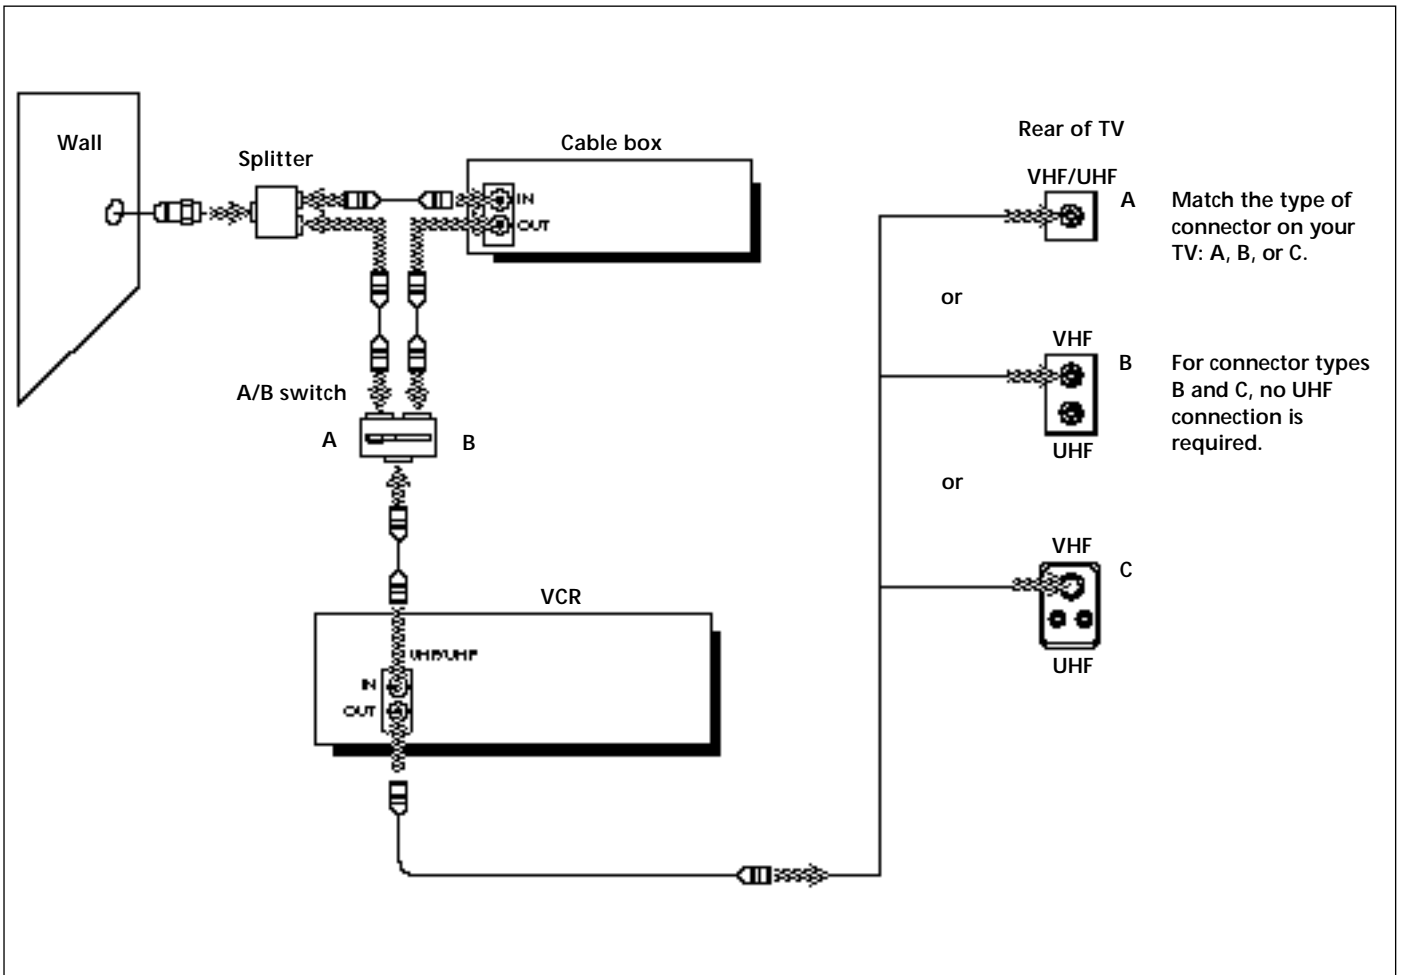 Wall
Splitter
Cable box
IN
OUT
A/B switch
A
B
VCR
IN
OUT
Rear of TV
VHF/UHF
A
Match the type of
connector on your
TV: A, B, or C.
or
VHF
B
UHF
For connector types
B and C, no UHF
connection is
required.
or
VHF
C
UHF